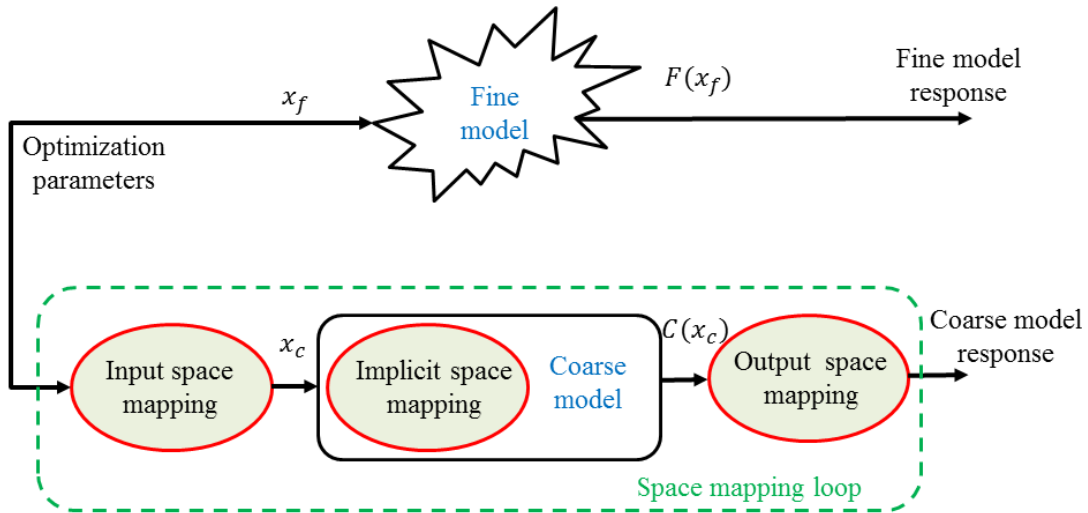 x_f
Fine
model
F(x_f)
Fine model
response
Optimization
parameters
Input space
mapping
x_c
Implicit space
mapping
Coarse
model
C(x_c)
Output space
mapping
Coarse model
response
Space mapping loop